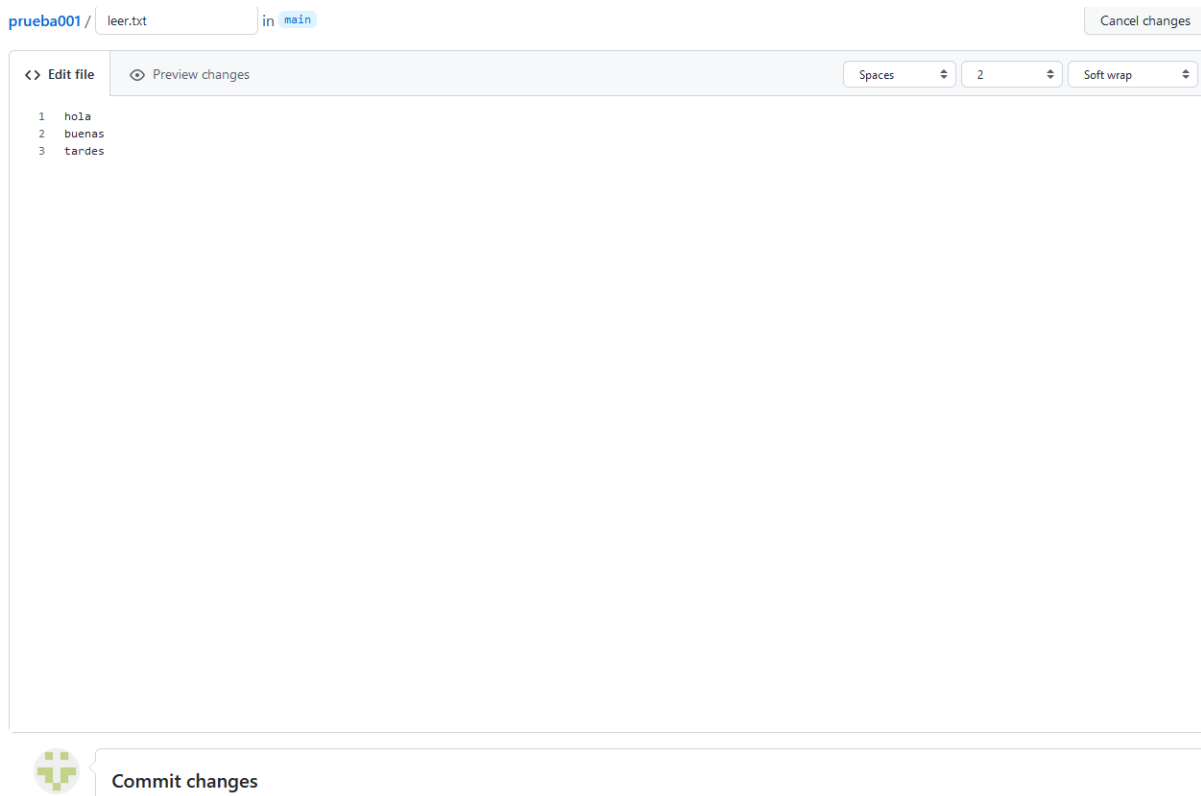 prueba001 / leer.txt in main Cancel changes
<> Edit file Preview changes Spaces 2 Soft wrap
1 hola
2 buenas
3 tardes
Commit changes